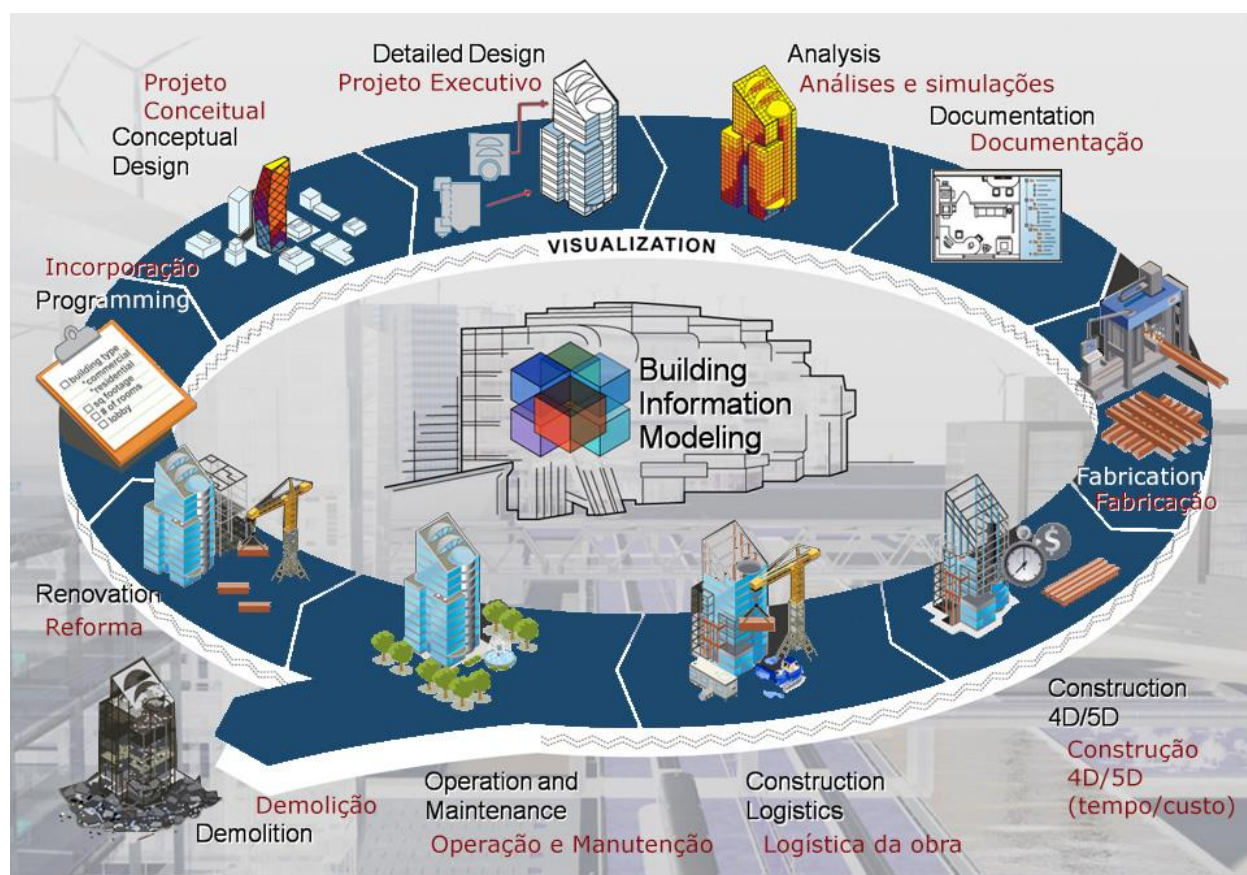 Detailed Design
Projeto Executivo
Analysis
Análises e simulações
Projeto
Conceitual
Conceptual
Design
Documentation
Documentação
VISUALIZATION
Incorporação
Programming
building type
*commercial
*residential
sq footage
# of rooms
lobby
Building
Information
Modeling
Fabrication
Fabricação
$
Renovation
Reforma
Construction
4D/5D
Construção
4D/5D
(tempo/custo)
Operation and
Maintenance
Operação e Manutenção
Construction
Logistics
Logística da obra
Demolição
Demolition